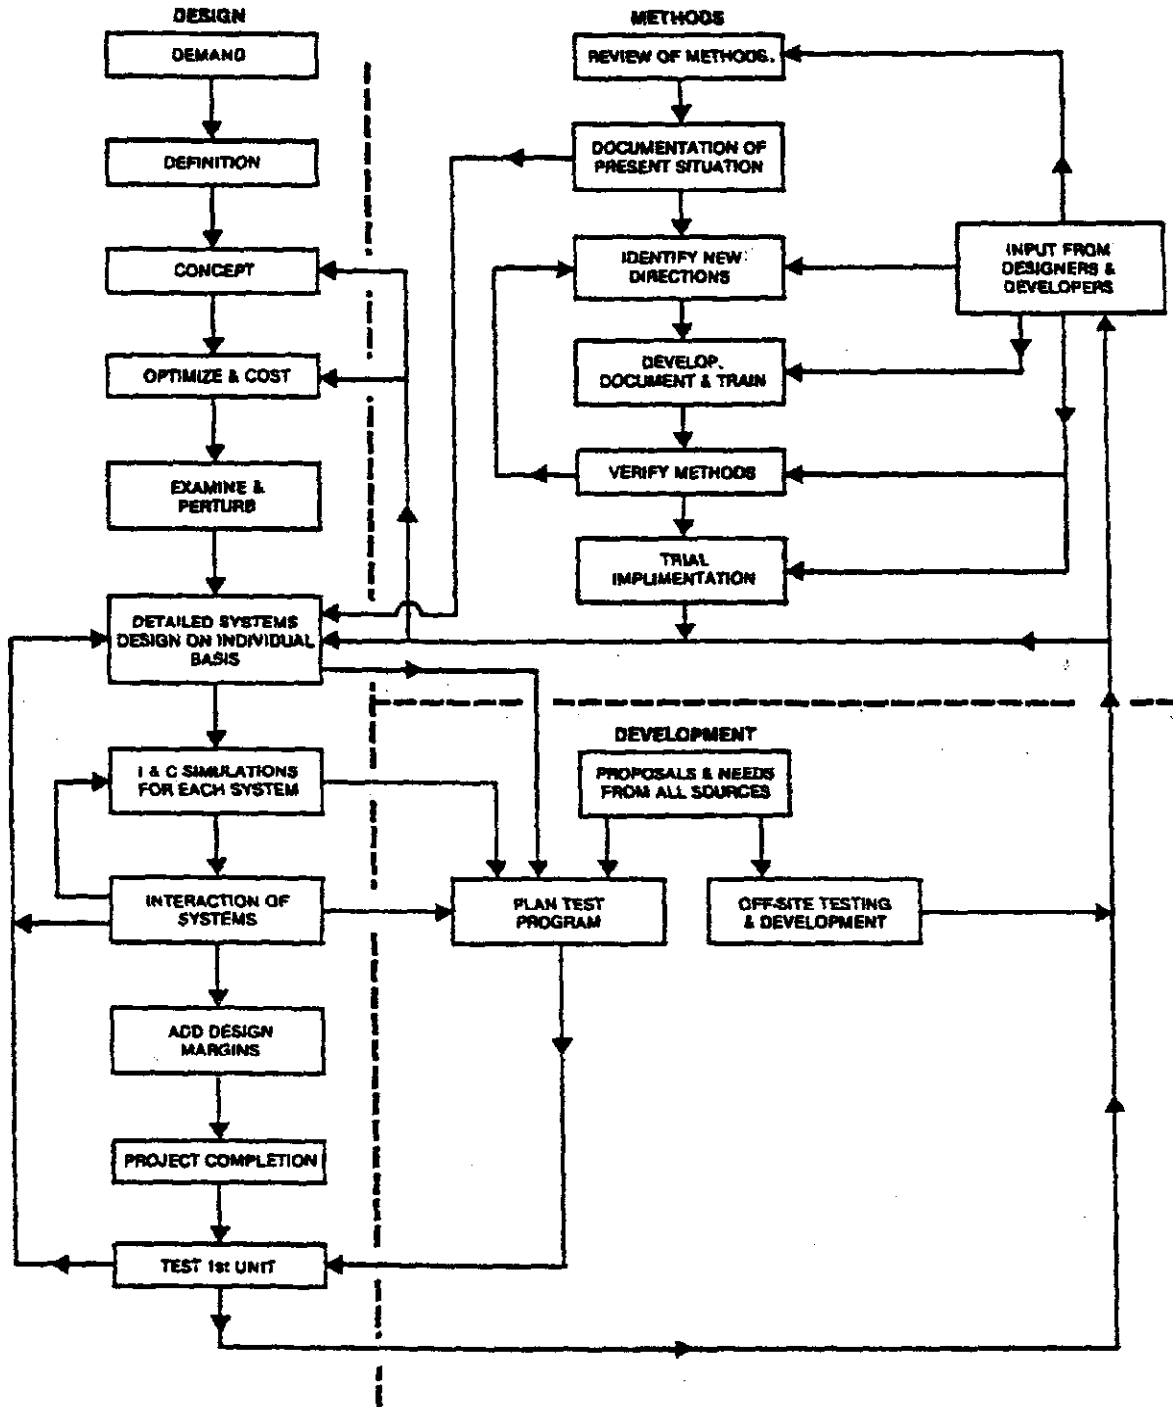 DESIGN
DEMAND
DEFINITION
CONCEPT
OPTIMIZE & COST
EXAMINE &
PERTURB
DETAILED SYSTEMS
DESIGN ON INDIVIDUAL
BASIS
I & C SIMULATIONS
FOR EACH SYSTEM
INTERACTION OF
SYSTEMS
ADD DESIGN
MARGINS
PROJECT COMPLETION
TEST 1st UNIT
METHODS
REVIEW OF METHODS.
DOCUMENTATION OF
PRESENT SITUATION
IDENTIFY NEW
DIRECTIONS
DEVELOP.
DOCUMENT & TRAIN
VERIFY METHODS
TRIAL
IMPLIMENTATION
INPUT FROM
DESIGNERS &
DEVELOPERS
DEVELOPMENT
PROPOSALS & NEEDS
FROM ALL SOURCES
PLAN TEST
PROGRAM
OFF-SITE TESTING
& DEVELOPMENT